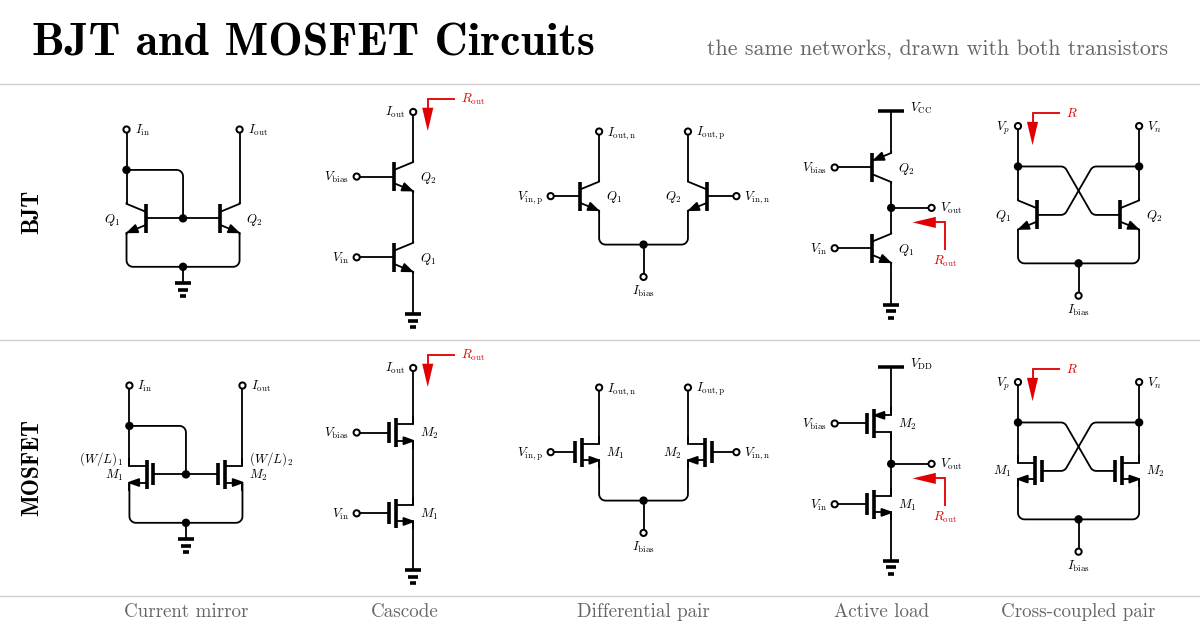 BJT and MOSFET Circuits
the same networks, drawn with both transistors
BJT
I_in
I_out
Q_1
Q_2
I_out
R_out
V_bias
Q_2
V_in
Q_1
I_out,n
I_out,p
V_in,p
Q_1
Q_2
V_in,n
I_bias
V_CC
V_bias
Q_2
V_out
V_in
Q_1
R_out
V_p
R
V_n
Q_1
Q_2
I_bias
MOSFET
I_in
I_out
(W/L)_1
M_1
(W/L)_2
M_2
I_out
R_out
V_bias
M_2
V_in
M_1
I_out,n
I_out,p
V_in,p
M_1
M_2
V_in,n
I_bias
V_DD
V_bias
M_2
V_out
V_in
M_1
R_out
V_p
R
V_n
M_1
M_2
I_bias
Current mirror
Cascode
Differential pair
Active load
Cross-coupled pair